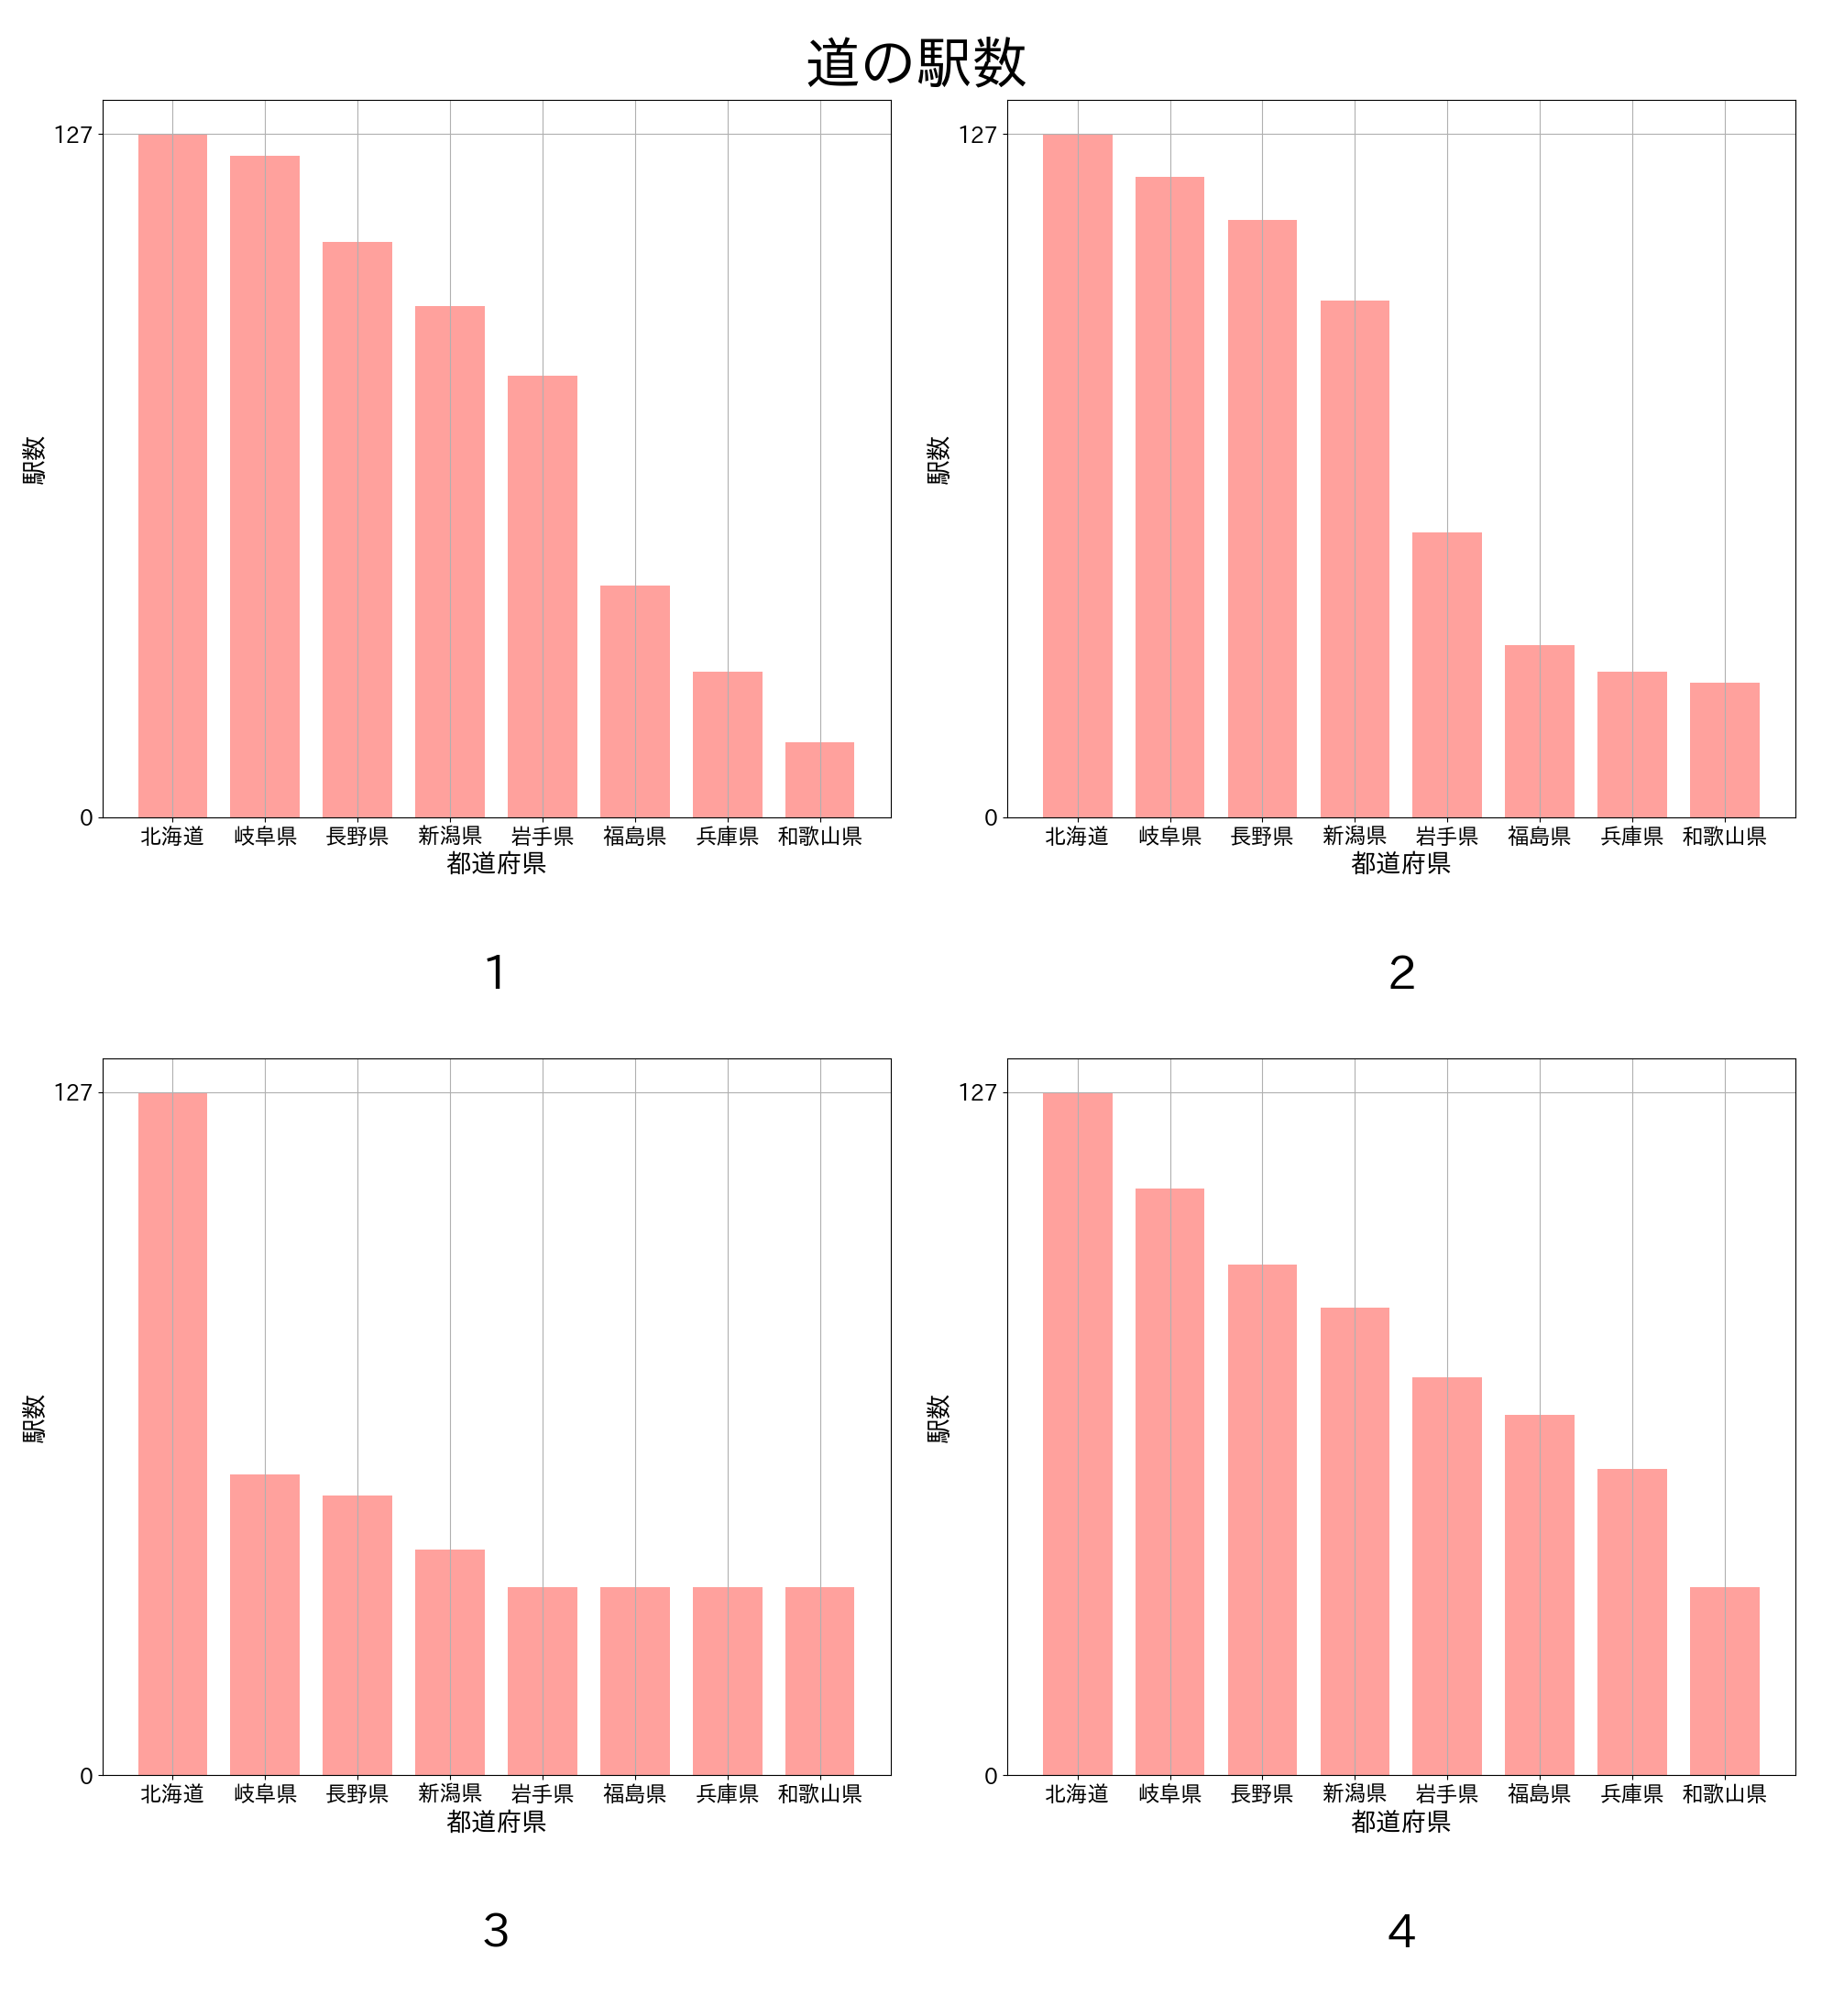 道の駅数
127
0
駅数
北海道 岐阜県 長野県 新潟県 岩手県 福島県 兵庫県 和歌山県
都道府県
1
127
0
駅数
北海道 岐阜県 長野県 新潟県 岩手県 福島県 兵庫県 和歌山県
都道府県
2
127
0
駅数
北海道 岐阜県 長野県 新潟県 岩手県 福島県 兵庫県 和歌山県
都道府県
3
127
0
駅数
北海道 岐阜県 長野県 新潟県 岩手県 福島県 兵庫県 和歌山県
都道府県
4